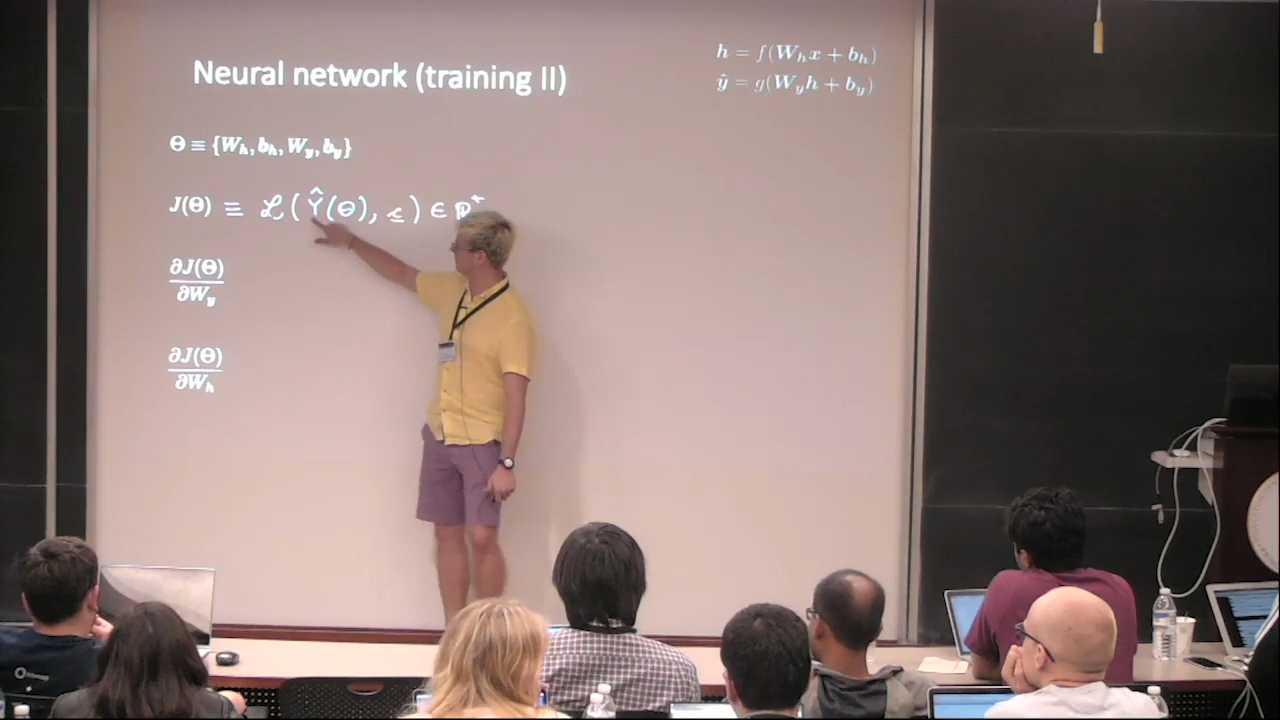 Neural network (training II)
h = f(W_h x + b_h)
ŷ = g(W_y h + b_y)
Θ ≡ {W_h, b_h, W_y, b_y}
J(Θ) ≡ ℒ(Ŷ(Θ), c) ∈ ℝ⁺
∂J(Θ)
∂W_y
∂J(Θ)
∂W_h